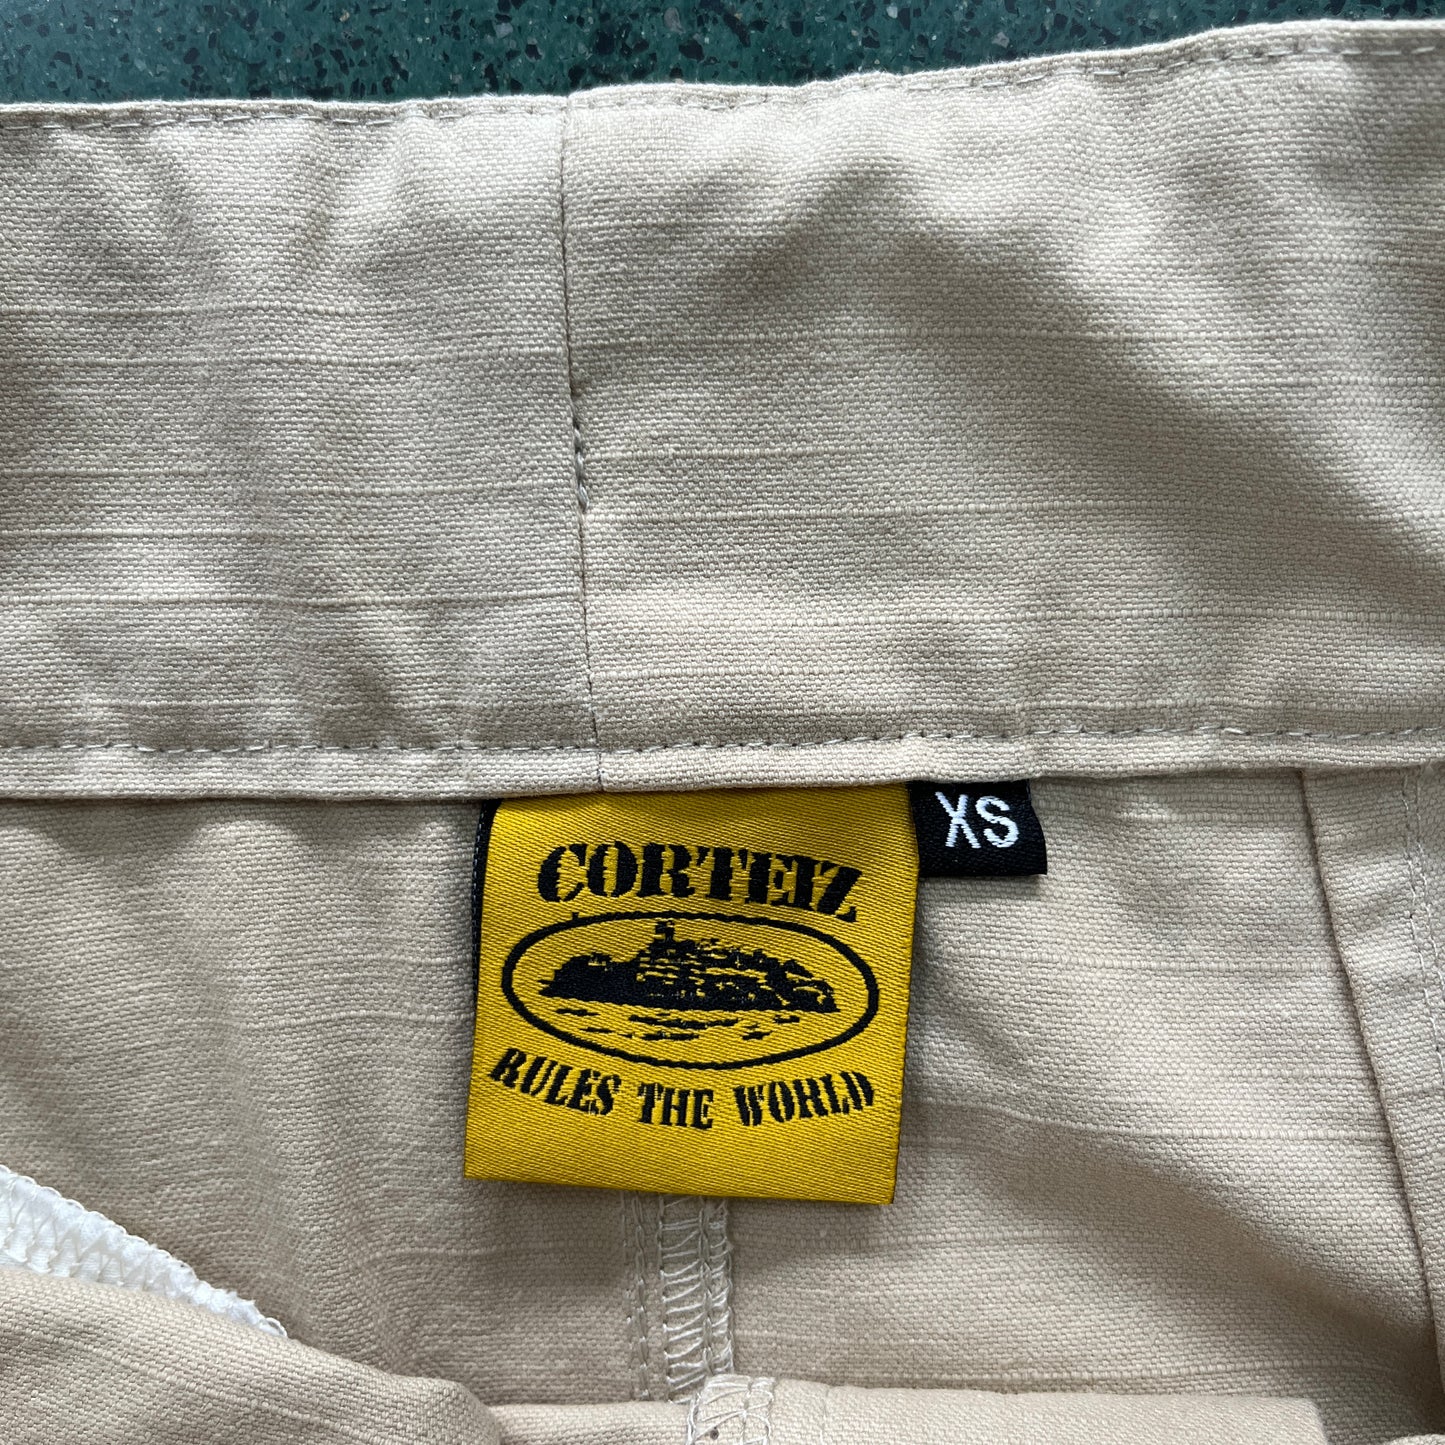 XS
CORTEIZ
RULES THE WORLD